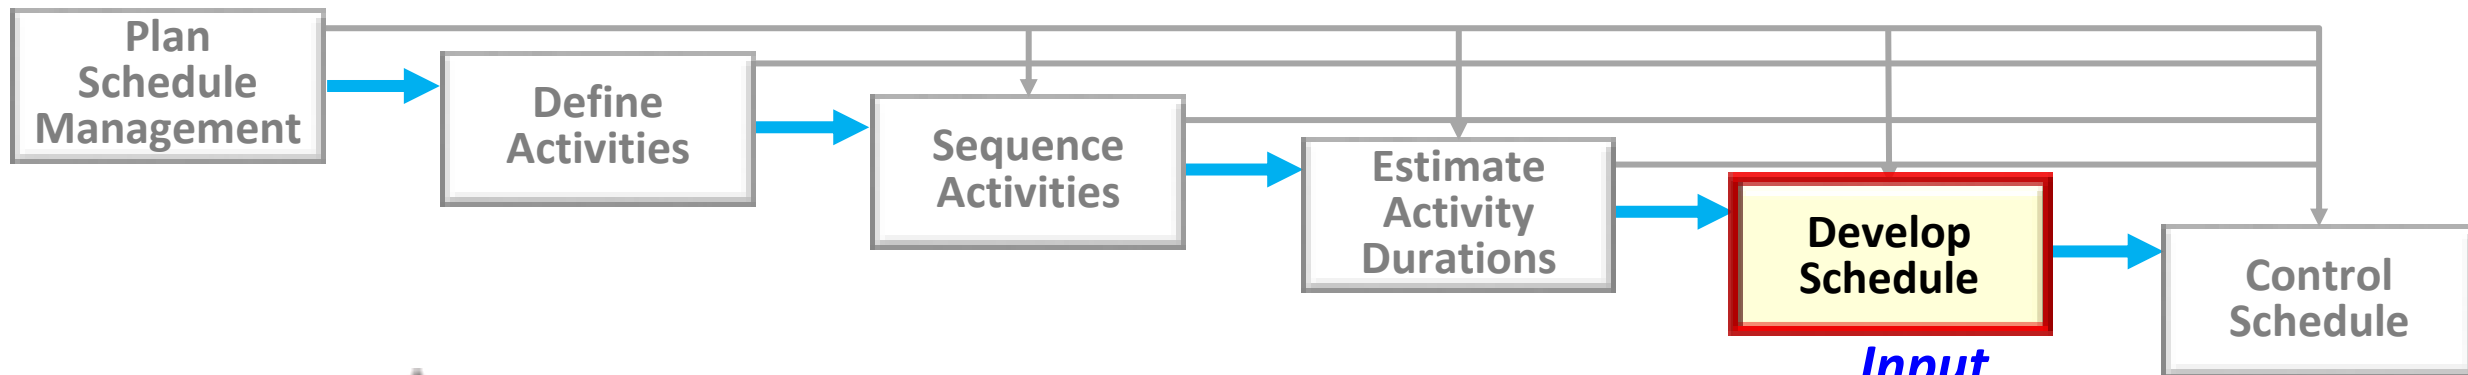 Plan
Schedule
Management
Define
Activities
Sequence
Activities
Estimate
Activity
Durations
Develop
Schedule
Control
Schedule
Input